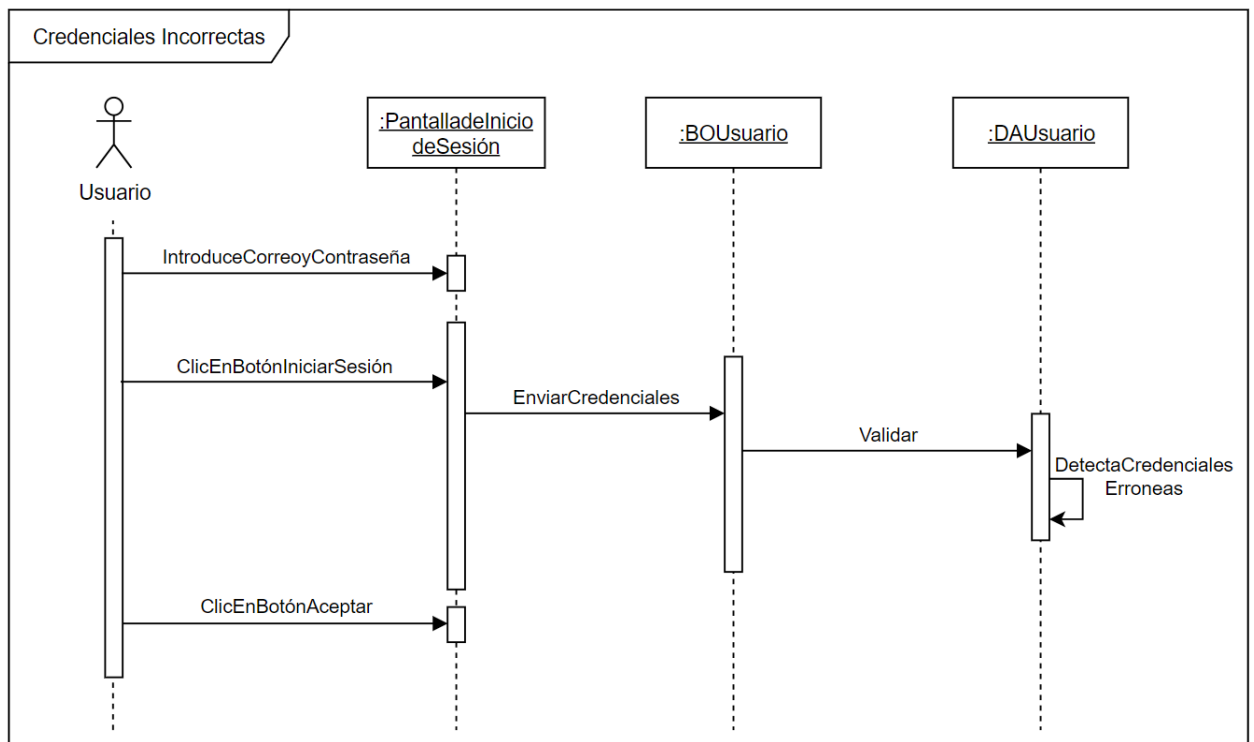 Credenciales Incorrectas
:PantalladeInicio
deSesión
:BOUsuario
:DAUsuario
Usuario
IntroduceCorreoyContraseña
ClicEnBotónIniciarSesión
EnviarCredenciales
Validar
DetectaCredenciales
Erroneas
ClicEnBotónAceptar